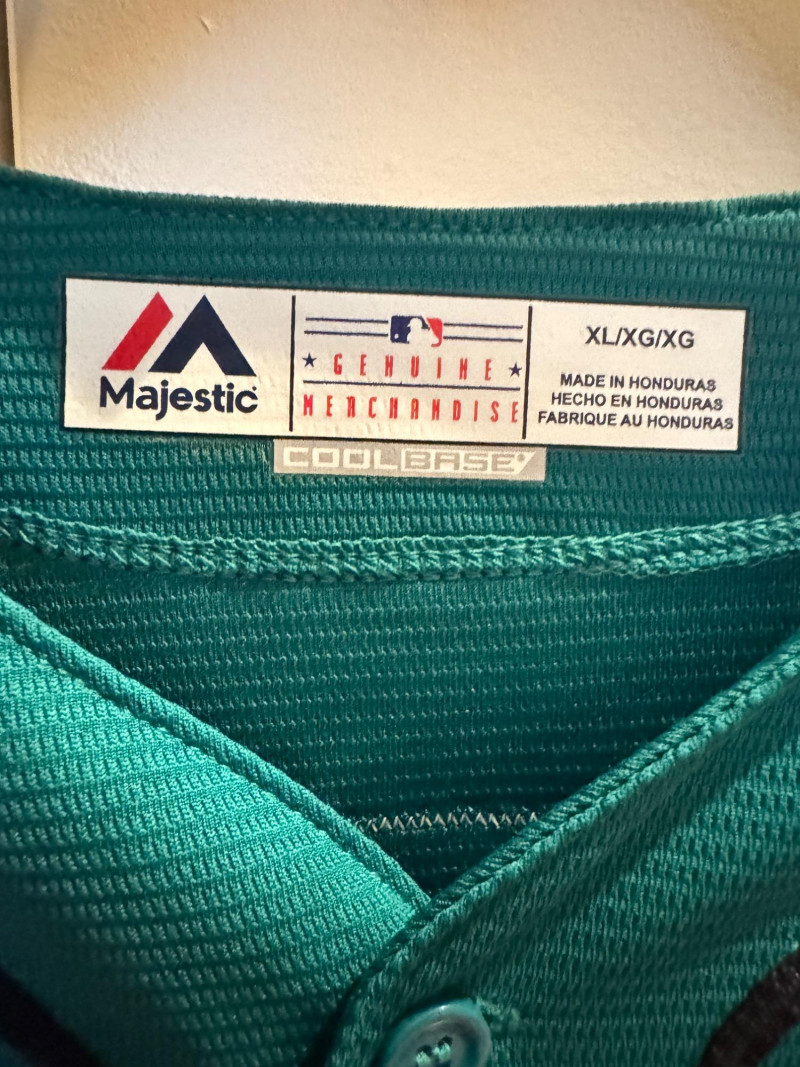 Majestic
GENUINE
MERCHANDISE
XL/XG/XG
MADE IN HONDURAS
HECHO EN HONDURAS
FABRIQUE AU HONDURAS
COOLBASE